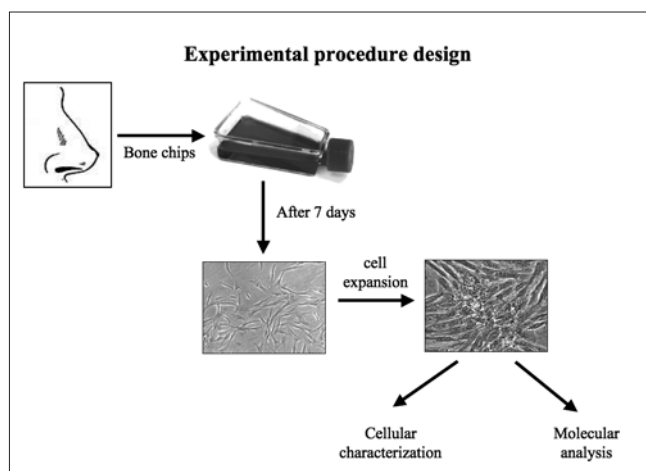 Experimental procedure design
Bone chips
After 7 days
cell
expansion
Cellular
characterization
Molecular
analysis